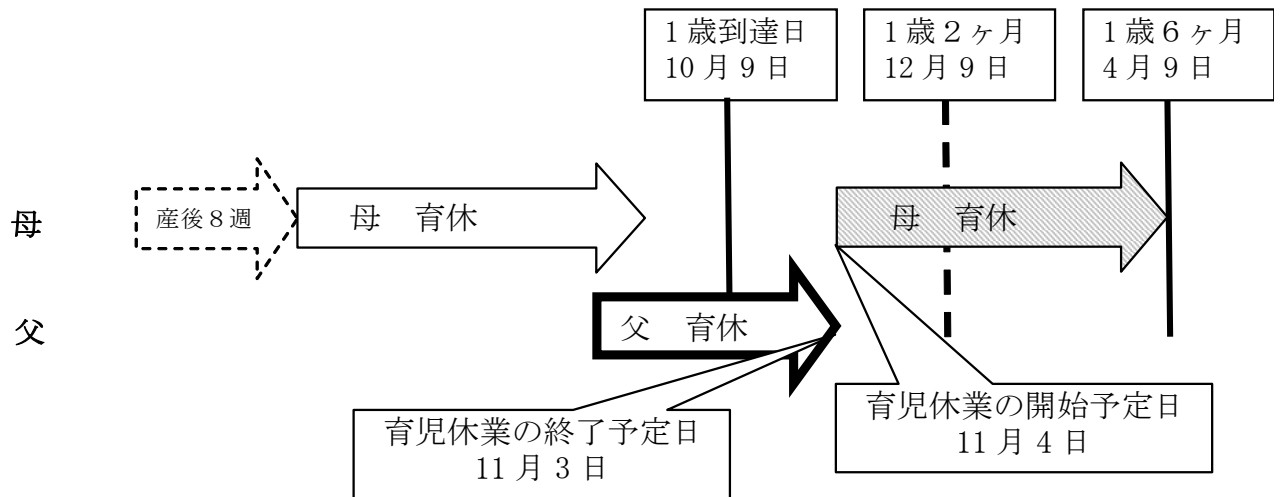 1歳到達日
10月9日
1歳2ヶ月
12月9日
1歳6ヶ月
4月9日
母
産後8週
母 育休
母 育休
父
父 育休
育児休業の終了予定日
11月3日
育児休業の開始予定日
11月4日